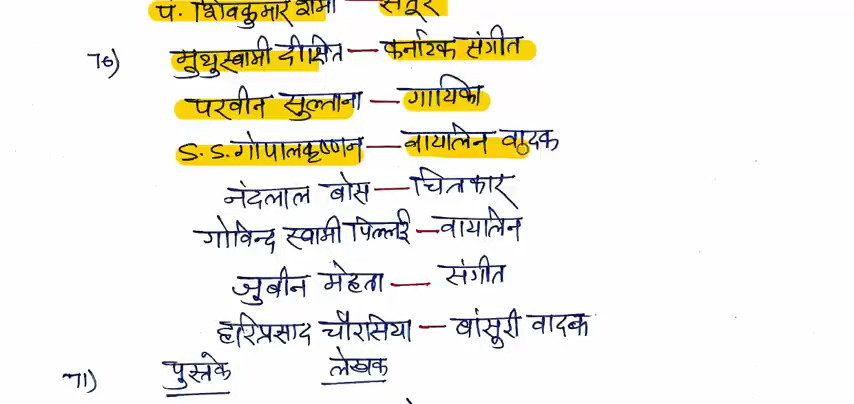 पं. शिवकुमार शर्मा — संतूर
70) मुथुस्वामी दीक्षित — कर्नाटक संगीत
परवीन सुल्ताना — गायिका
S.S. गोपालकृष्णन — वायलिन वादक
नंदलाल बोस — चित्रकार
गोविन्द स्वामी पिल्लई — वायलिन
जुबीन मेहता — संगीत
हरिप्रसाद चौरासिया — बांसुरी वादक
71) पुस्तके लेखक